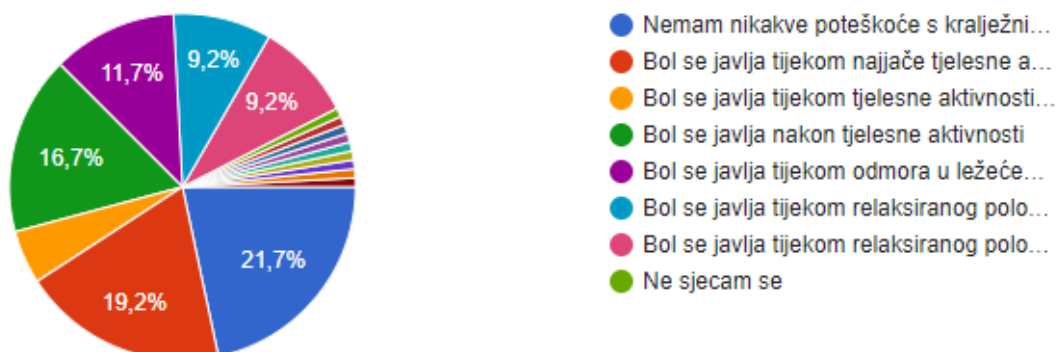 9,2%
11,7%
9,2%
16,7%
21,7%
19,2%
Nemam nikakve poteškoće s kralježni...
Bol se javlja tijekom najjače tjelesne a...
Bol se javlja tijekom tjelesne aktivnosti...
Bol se javlja nakon tjelesne aktivnosti
Bol se javlja tijekom odmora u ležeće...
Bol se javlja tijekom relaksiranog polo...
Bol se javlja tijekom relaksiranog polo...
Ne sjecam se